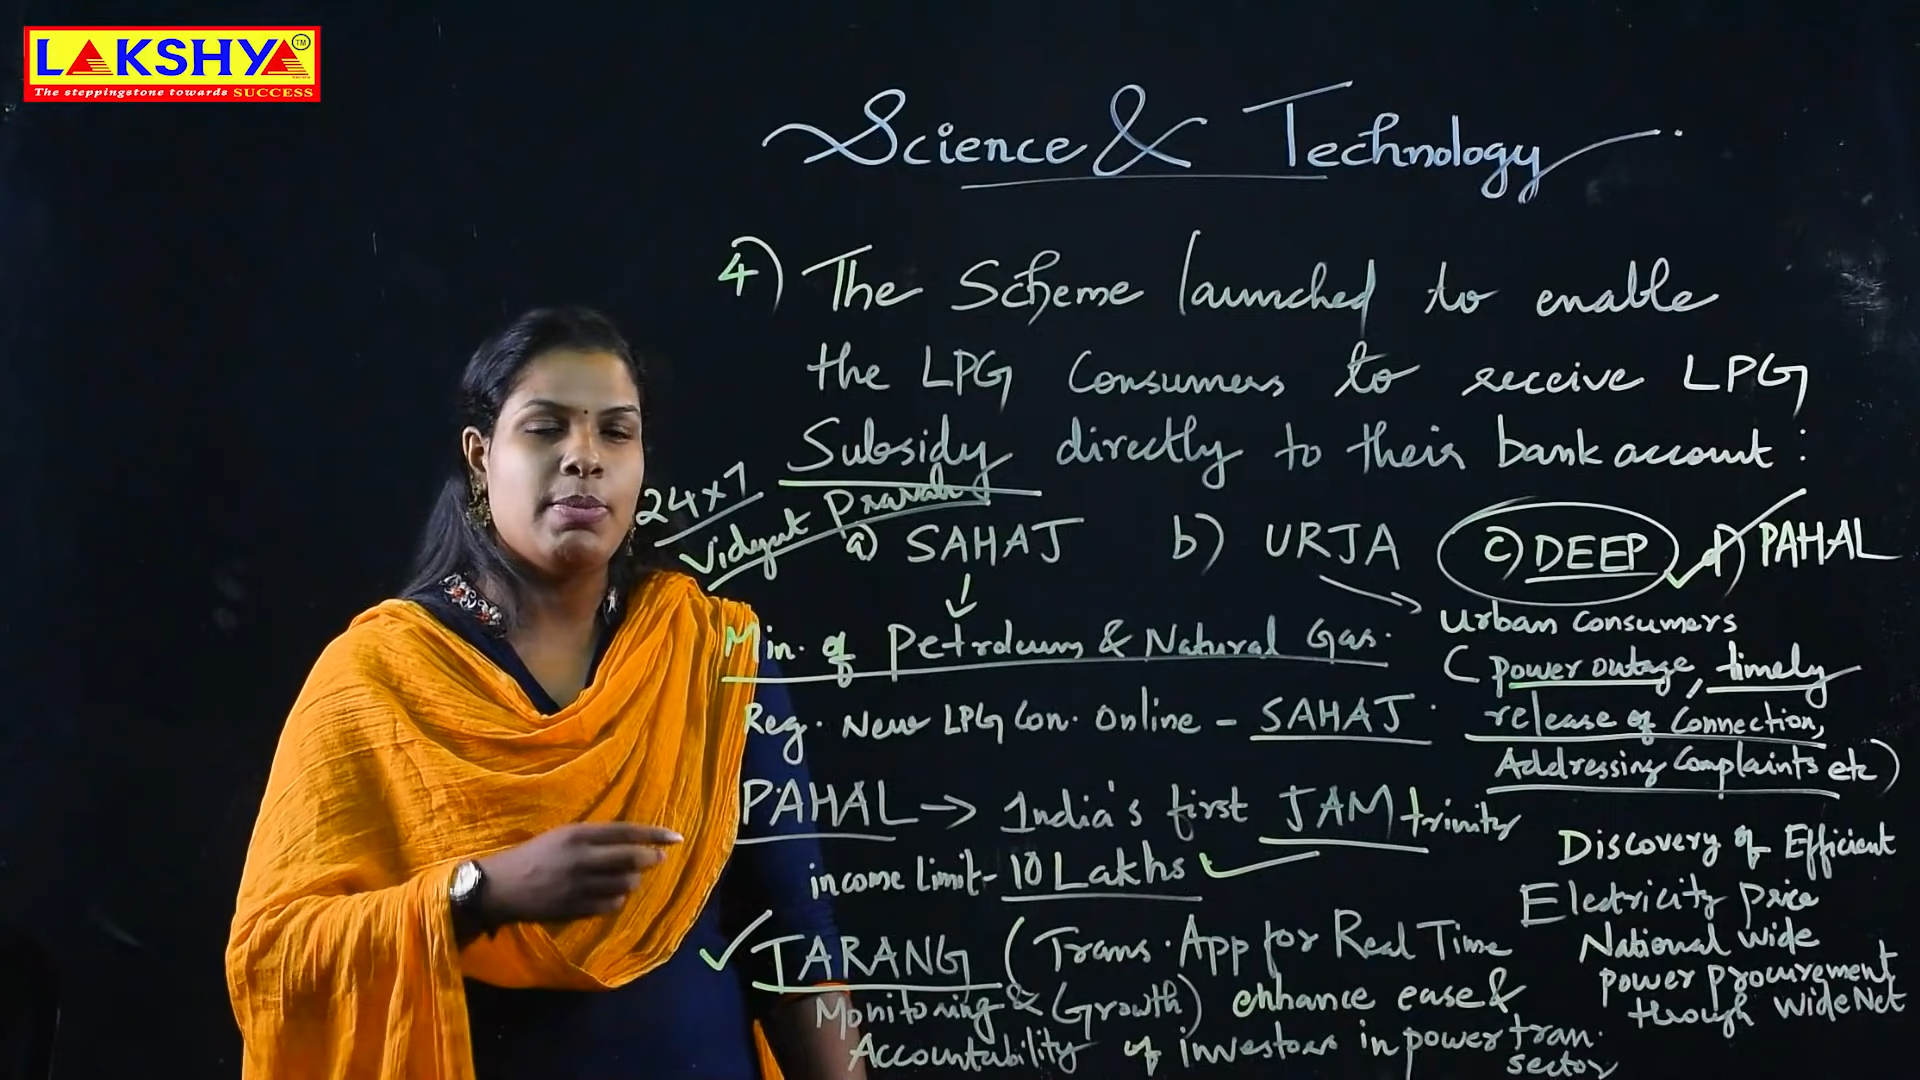 LAKSHYA TM
The steppingstone towards SUCCESS
Science & Technology
4) The Scheme launched to enable
the LPG Consumers to receive LPG
Subsidy directly to their bank account :
24x7
Vidyut Pravah
a) SAHAJ b) URJA c) DEEP d) PAHAL
Min. of Petroleum & Natural Gas.
Reg. New LPG Con. Online - SAHAJ.
Urban Consumers
( power outage, timely
release of Connection,
Addressing Complaints etc)
PAHAL → India's first JAM trinity
income limit - 10 Lakhs
TARANG (Trans. App for Real Time
Monitoring & Growth) enhance ease &
Accountability of investors in power tran.
sector
Discovery of Efficient
Electricity Price
National wide
power procurement
through wide Net